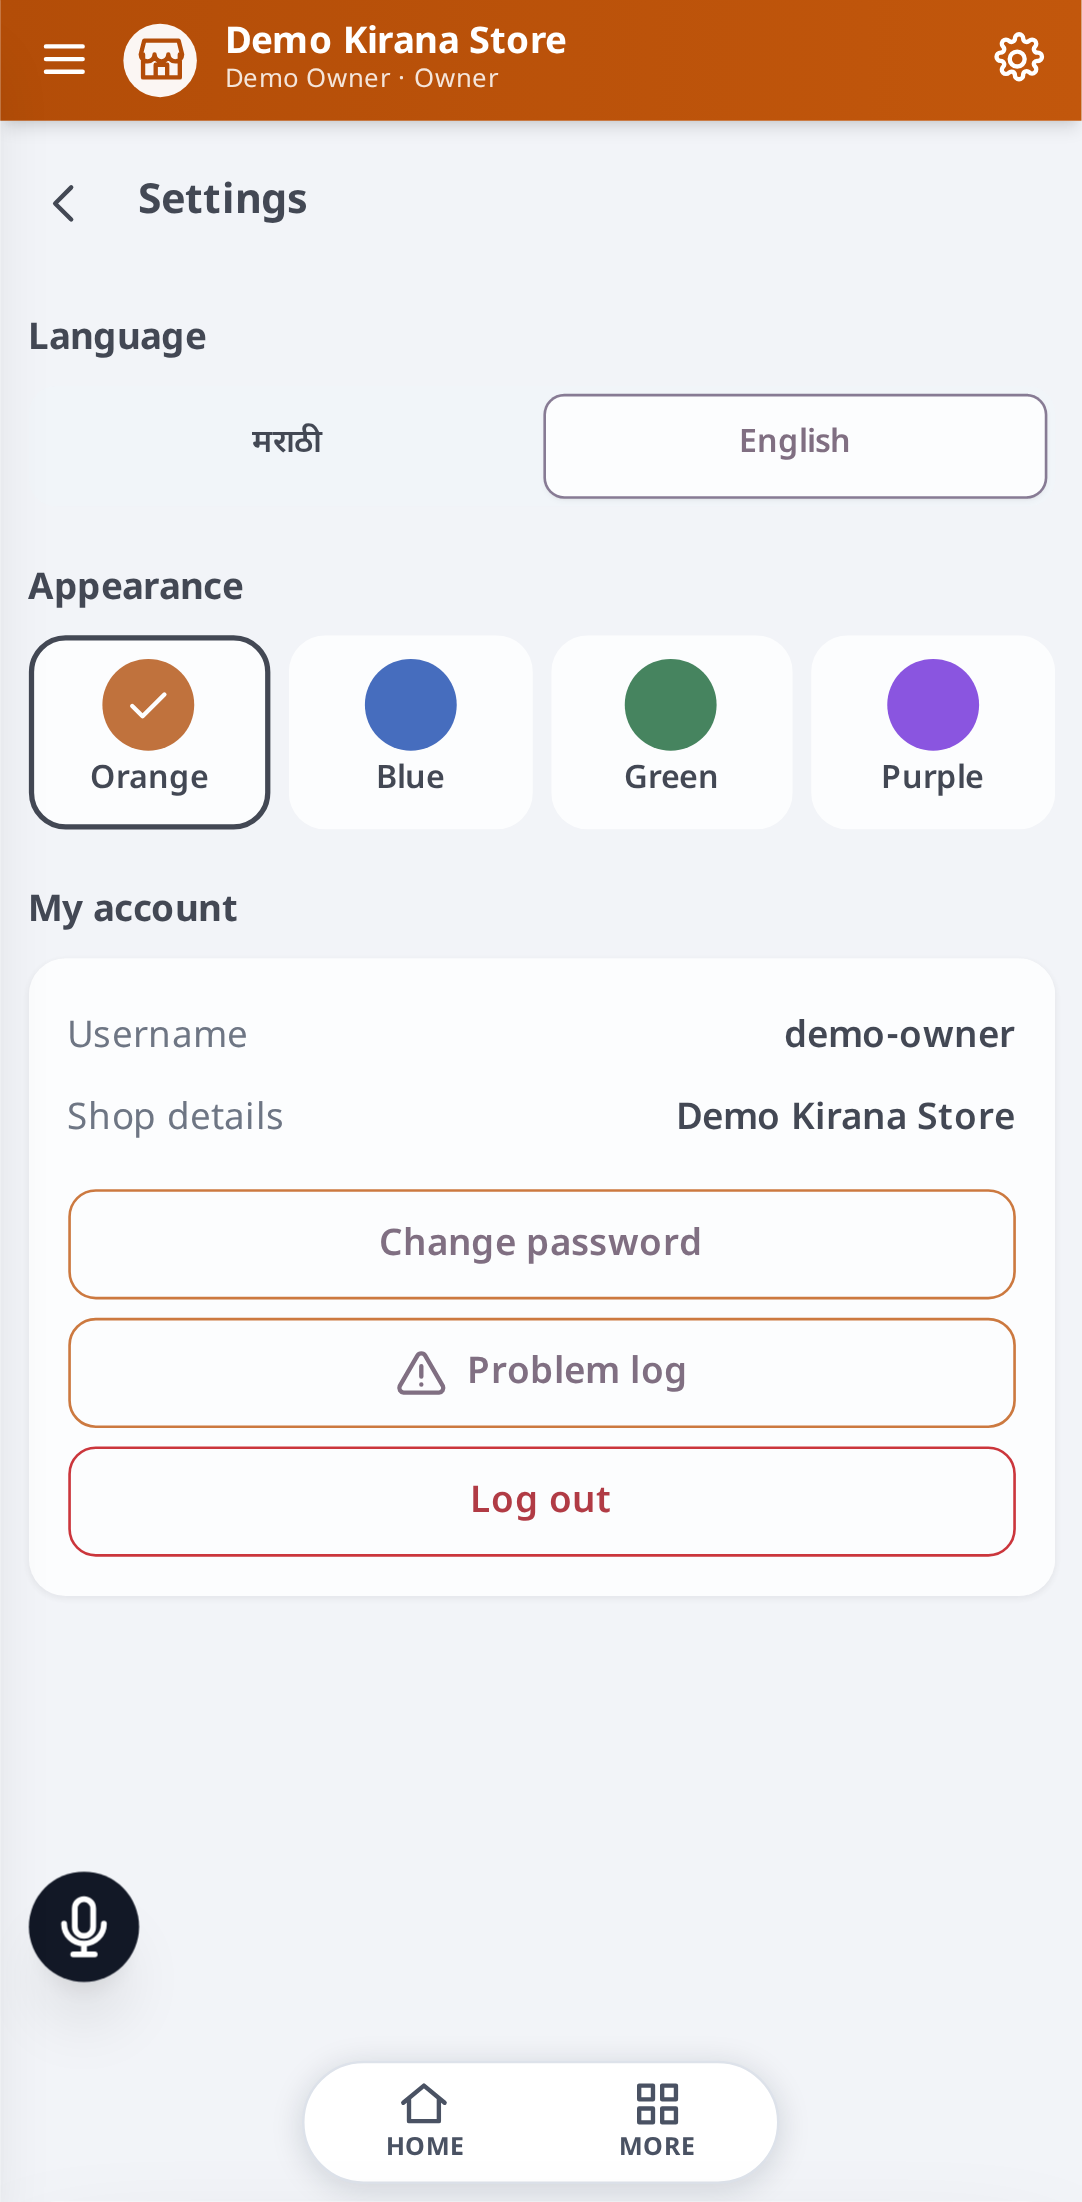 Demo Kirana Store
Demo Owner · Owner
Settings
Language
मराठी
English
Appearance
Orange
Blue
Green
Purple
My account
Username
demo-owner
Shop details
Demo Kirana Store
Change password
Problem log
Log out
HOME
MORE